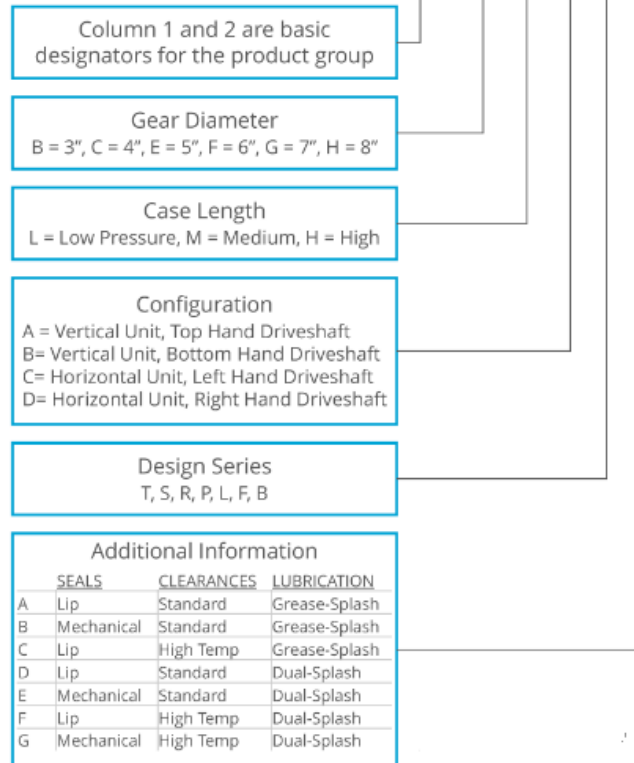 Column 1 and 2 are basic
designators for the product group
Gear Diameter
B = 3”, C = 4”, E = 5”, F = 6”, G = 7”, H = 8”
Case Length
L = Low Pressure, M = Medium, H = High
Configuration
A = Vertical Unit, Top Hand Driveshaft
B= Vertical Unit, Bottom Hand Driveshaft
C= Horizontal Unit, Left Hand Driveshaft
D= Horizontal Unit, Right Hand Driveshaft
Design Series
T, S, R, P, L, F, B
Additional Information
SEALS CLEARANCES LUBRICATION
A Lip Standard Grease-Splash
B Mechanical Standard Grease-Splash
C Lip High Temp Grease-Splash
D Lip Standard Dual-Splash
E Mechanical Standard Dual-Splash
F Lip High Temp Dual-Splash
G Mechanical High Temp Dual-Splash